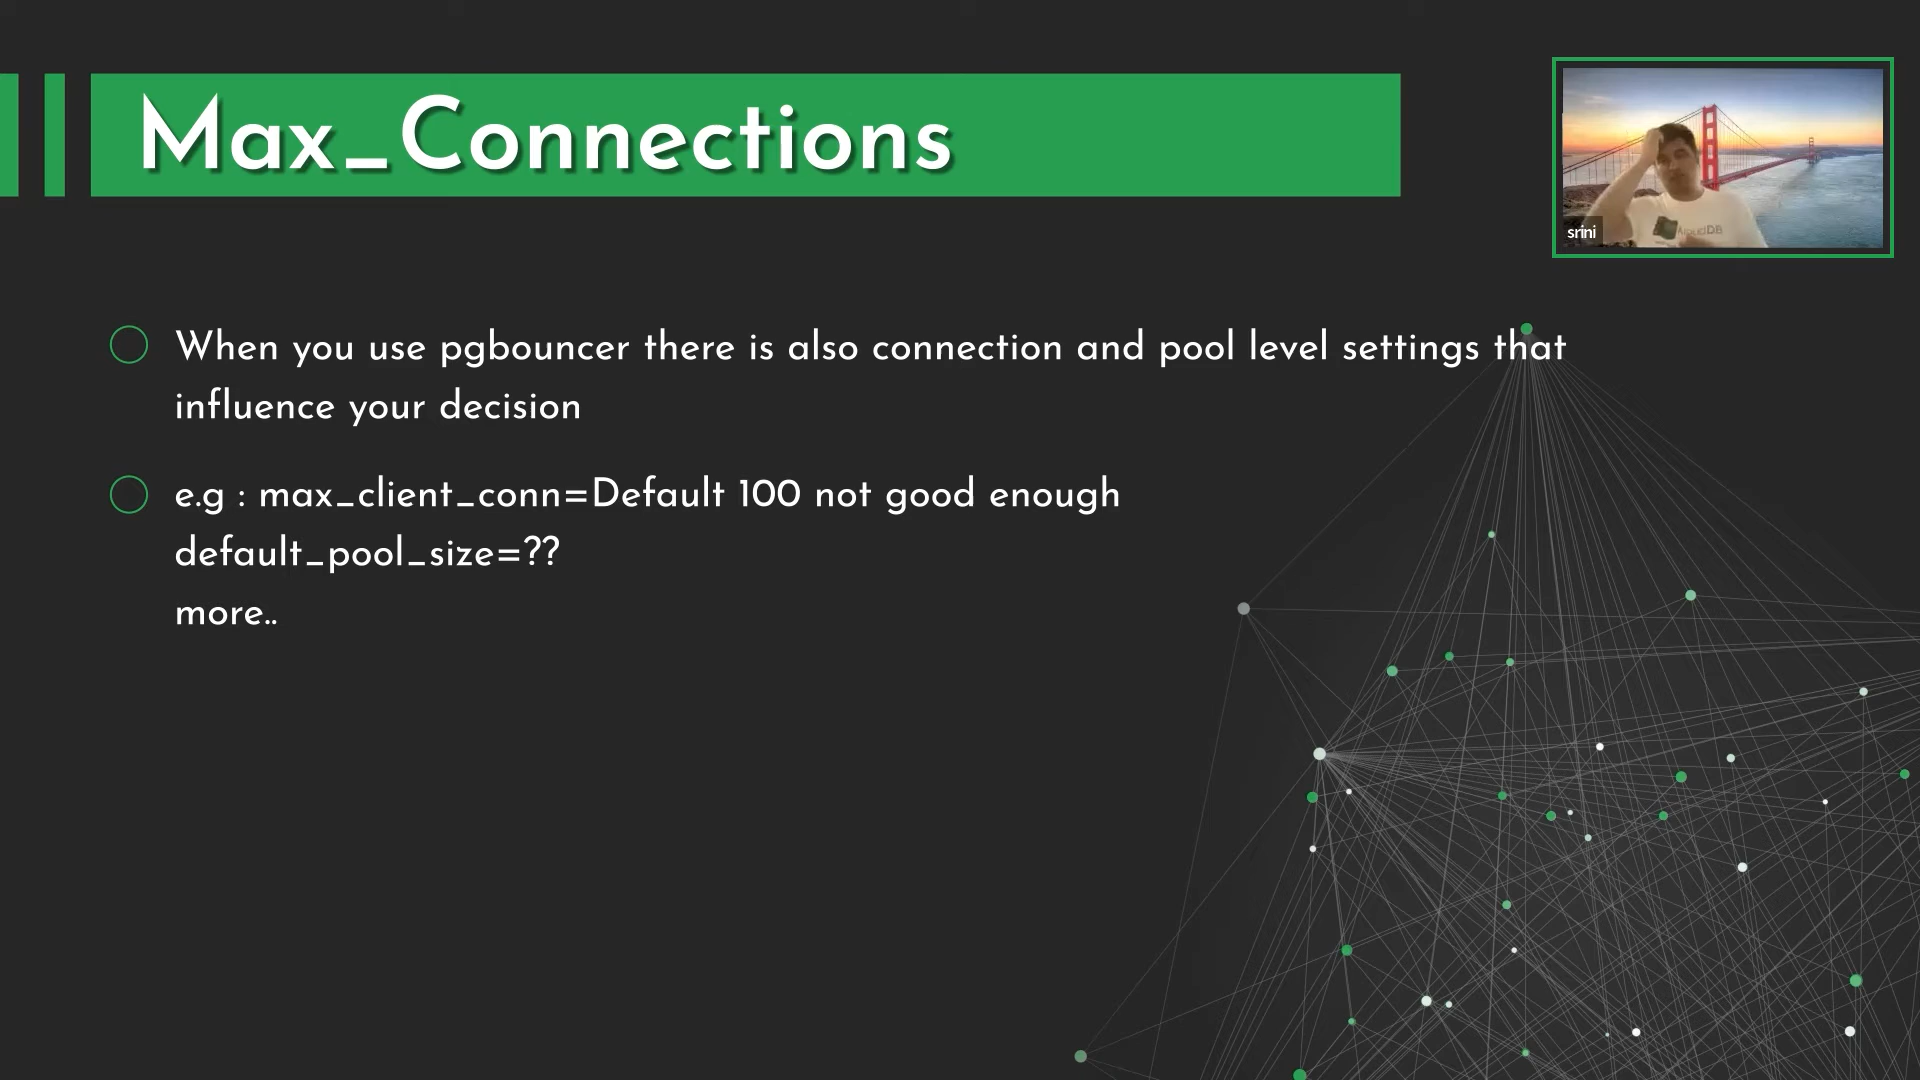 Max_Connections
srini
When you use pgbouncer there is also connection and pool level settings that
influence your decision
e.g : max_client_conn=Default 100 not good enough
default_pool_size=??
more..